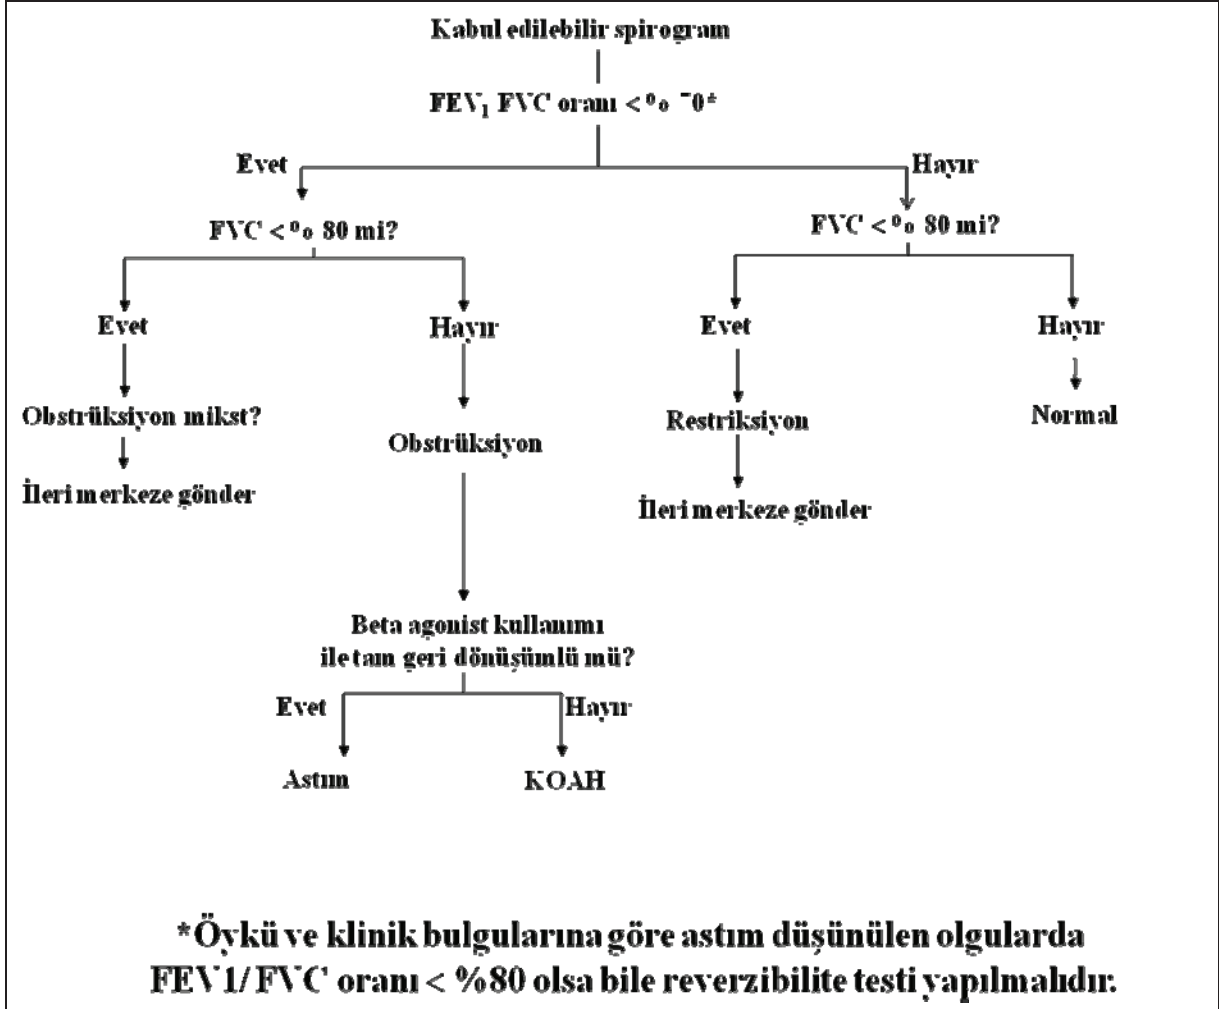 Kabul edilebilir spirogram
FEV1 FVC oranı < % 70*
Evet
Hayır
FVC < % 80 mi?
FVC < % 80 mi?
Evet
Hayır
Evet
Hayır
Obstrüksiyon mikst?
Obstrüksiyon
Restriksiyon
Normal
İleri merkeze gönder
İleri merkeze gönder
Beta agonist kullanımı
ile tam geri dönüşümlü mü?
Evet
Hayır
Astım
KOAH
*Öykü ve klinik bulgularına göre astım düşünülen olgularda
FEV1/ FVC oranı < %80 olsa bile reverzibilite testi yapılmalıdır.